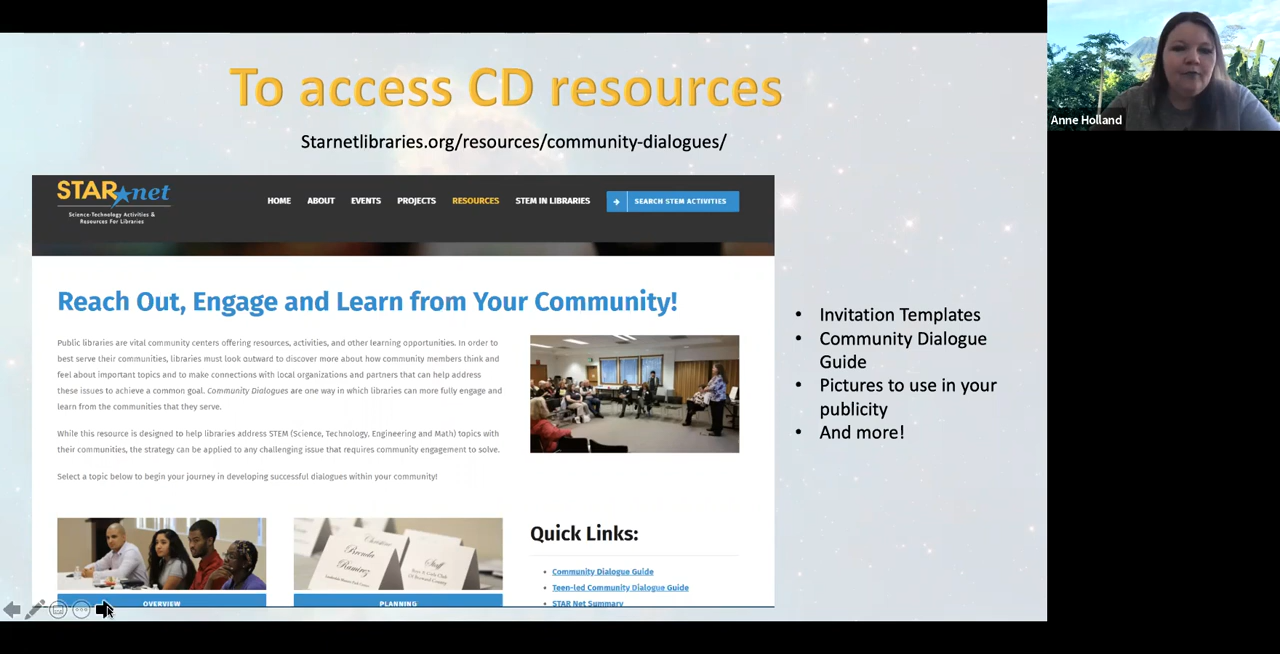 To access CD resources
Starnetlibraries.org/resources/community-dialogues/
Anne Holland
STAR net
Science-Technology Activities &
Resources For Libraries
HOME ABOUT EVENTS PROJECTS RESOURCES STEM IN LIBRARIES SEARCH STEM ACTIVITIES
Reach Out, Engage and Learn from Your Community!
Public libraries are vital community centers offering resources, activities, and other learning opportunities. In order to
best serve their communities, libraries must look outward to discover more about how community members think and
feel about important topics and to make connections with local organizations and partners that can help address
these issues to achieve a common goal. Community Dialogues are one way in which libraries can more fully engage and
learn from the communities that they serve.
While this resource is designed to help libraries address STEM (Science, Technology, Engineering and Math) topics with
their communities, the strategy can be applied to any challenging issue that requires community engagement to solve.
Select a topic below to begin your journey in developing successful dialogues within your community!
• Invitation Templates
• Community Dialogue
Guide
• Pictures to use in your
publicity
• And more!
Christine
Brenda
Ramirez
Staff
OVERVIEW
PLANNING
Quick Links:
• Community Dialogue Guide
• Teen-led Community Dialogue Guide
• STAR Net Summary